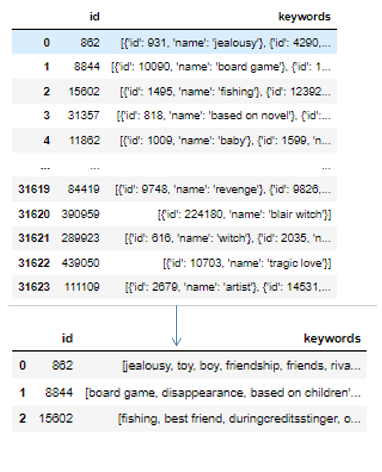 id keywords
0 862 [{'id': 931, 'name': 'jealousy'}, {'id': 4290,...
1 8844 [{'id': 10090, 'name': 'board game'}, {'id': 1...
2 15602 [{'id': 1495, 'name': 'fishing'}, {'id': 12392...
3 31357 [{'id': 818, 'name': 'based on novel'}, {'id':...
4 11862 [{'id': 1009, 'name': 'baby'}, {'id': 1599, 'n...
... ... ...
31619 84419 [{'id': 9748, 'name': 'revenge'}, {'id': 9826,...
31620 390959 [{'id': 224180, 'name': 'blair witch'}]
31621 289923 [{'id': 616, 'name': 'witch'}, {'id': 2035, 'n...
31622 439050 [{'id': 10703, 'name': 'tragic love'}]
31623 111109 [{'id': 2679, 'name': 'artist'}, {'id': 14531,...
id keywords
0 862 [jealousy, toy, boy, friendship, friends, riva...
1 8844 [board game, disappearance, based on children'...
2 15602 [fishing, best friend, duringcreditsstinger, o...